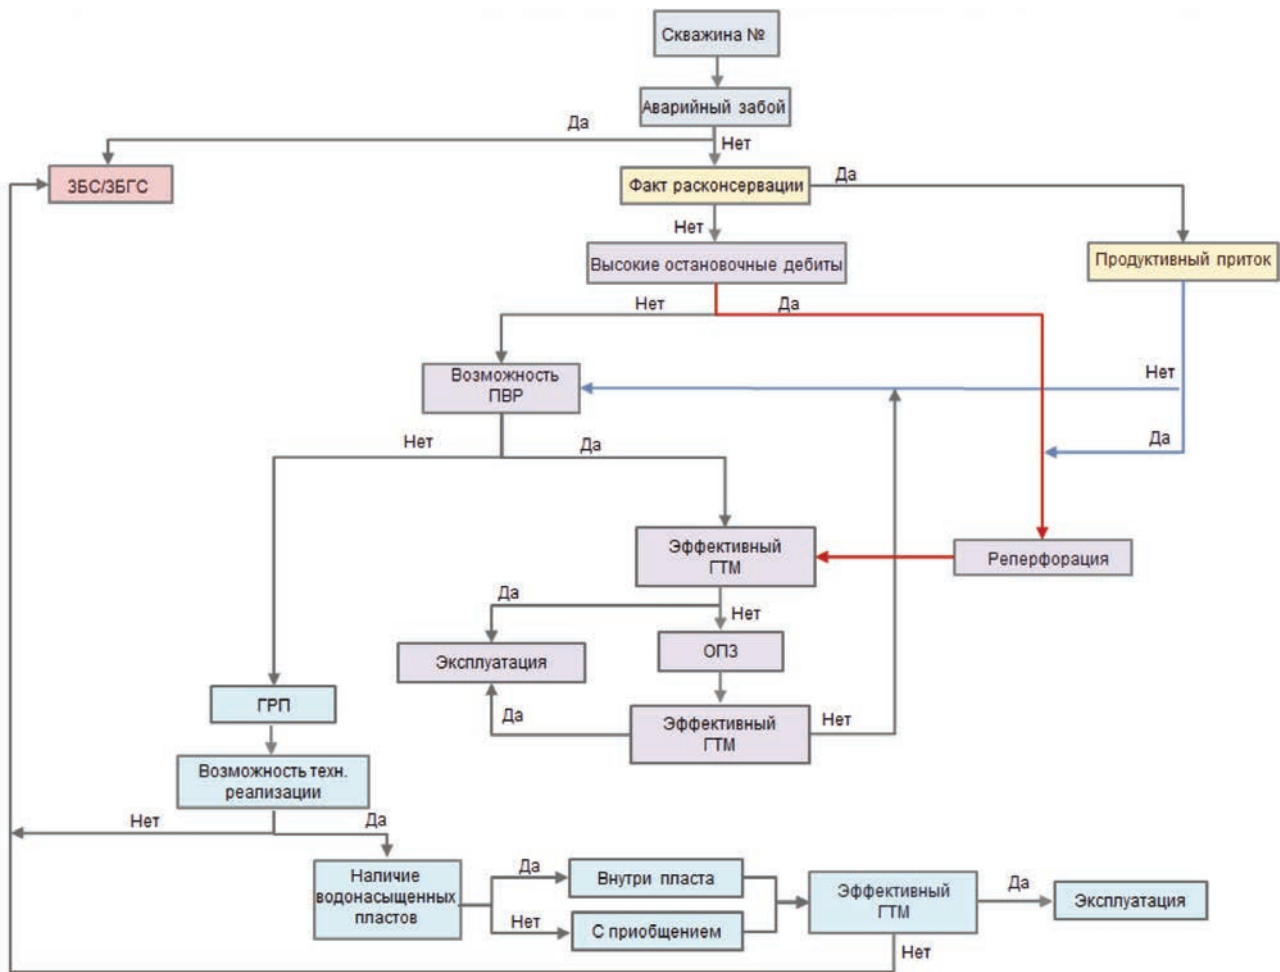 Скважина №
Аварийный забой
Да
Нет
ЗБС/ЗБГС
Факт расконсервации
Да
Нет
Высокие остановочные дебиты
Продуктивный приток
Нет
Да
Возможность
ПВР
Нет
Да
Нет
Да
Эффективный
ГТМ
Реперфорация
Да
Нет
Эксплуатация
ОПЗ
ГРП
Да
Эффективный
ГТМ
Нет
Возможность техн.
реализации
Нет
Да
Наличие
водонасыщенных
пластов
Да
Внутри пласта
Нет
С приобщением
Эффективный
ГТМ
Да
Эксплуатация
Нет